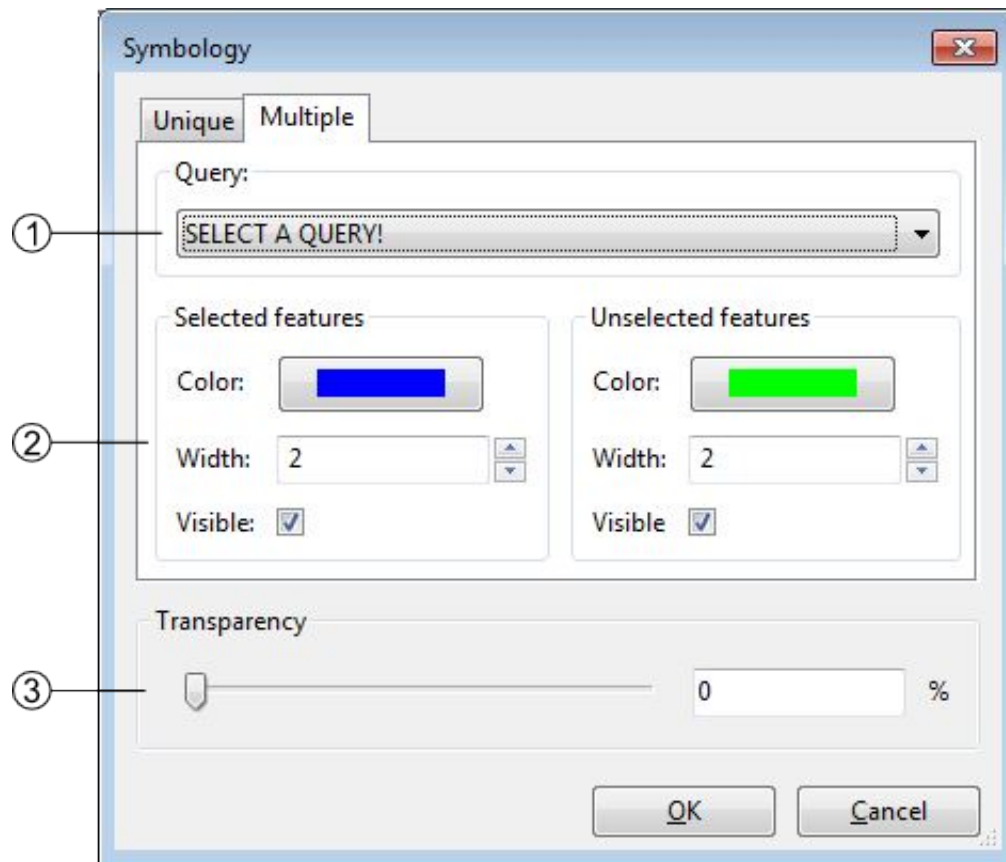 Symbology
Unique Multiple
Query:
① SELECT A QUERY!
Selected features Unselected features
Color: Color:
② Width: 2 Width: 2
Visible: Visible
Transparency
③ 0 %
OK Cancel